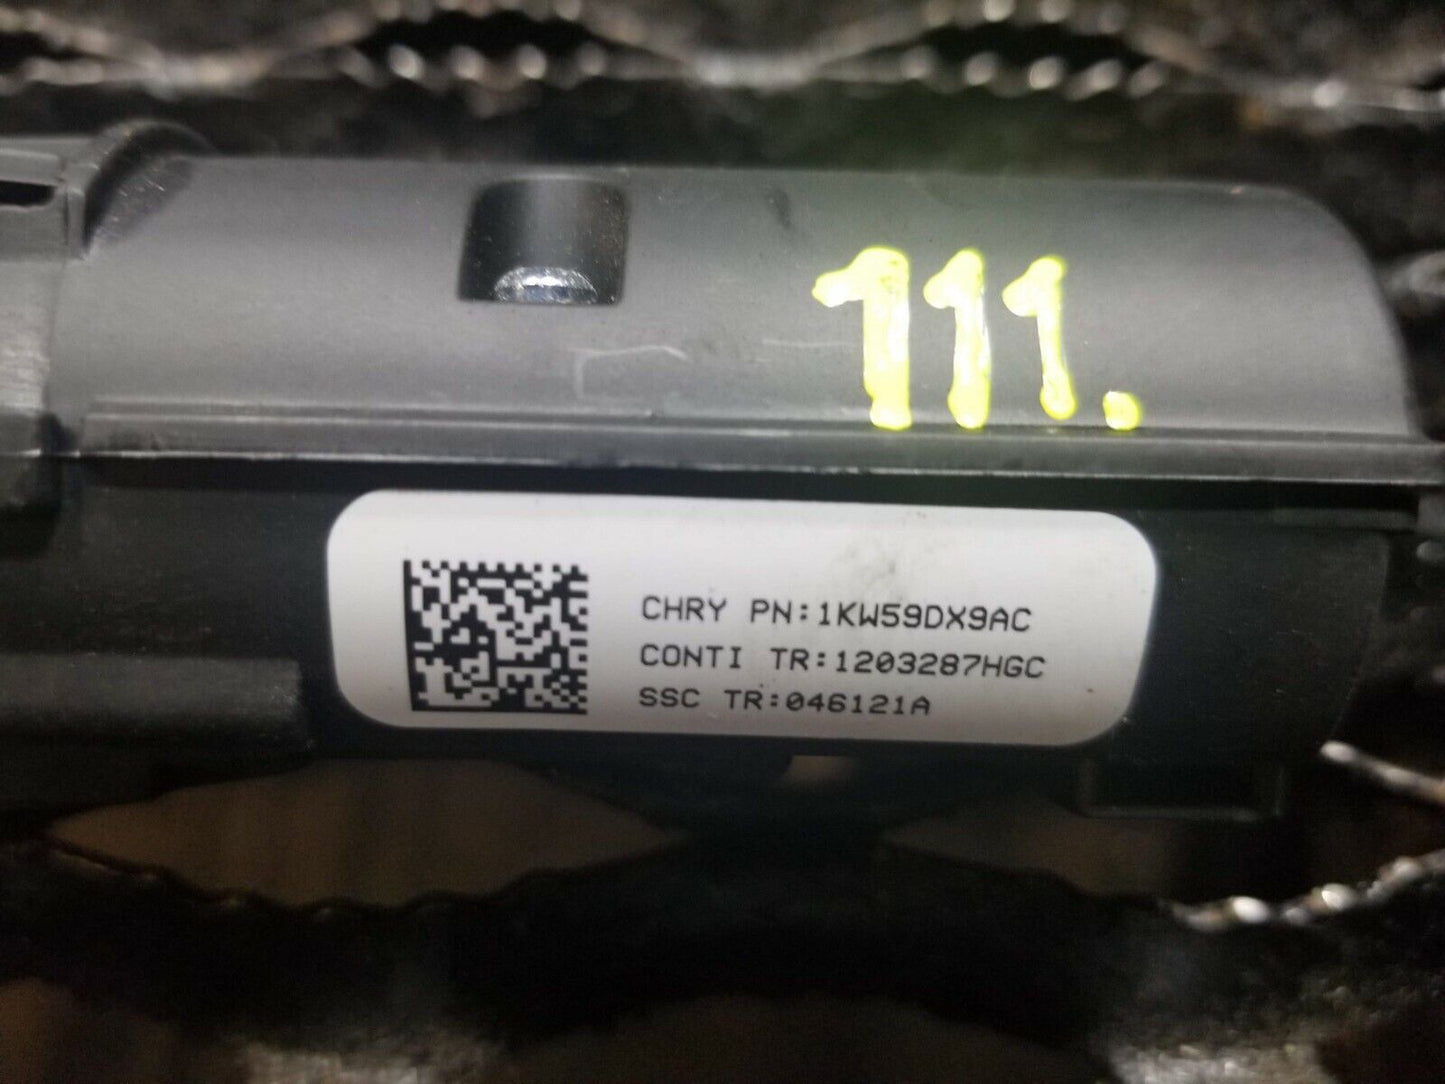 111.
CHRY PN:1KW59DX9AC
CONTI TR:1203287HGC
SSC TR:046121A